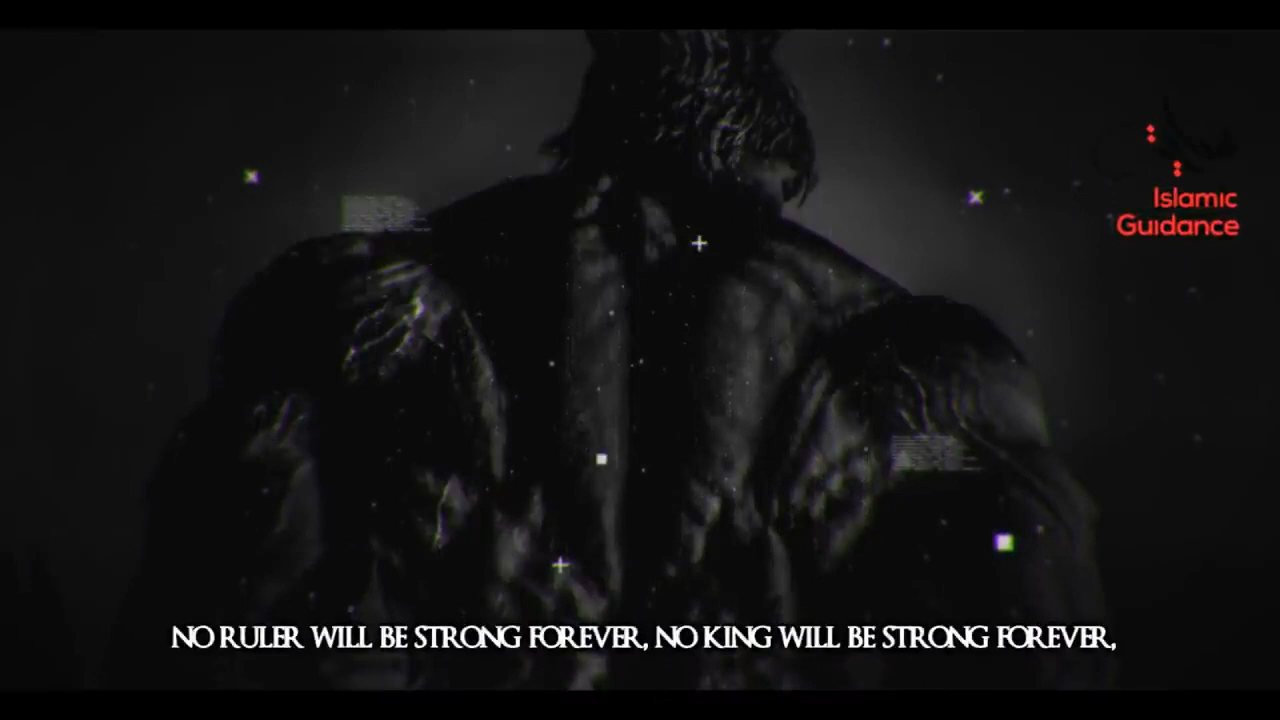 Islamic
Guidance
NO RULER WILL BE STRONG FOREVER, NO KING WILL BE STRONG FOREVER,